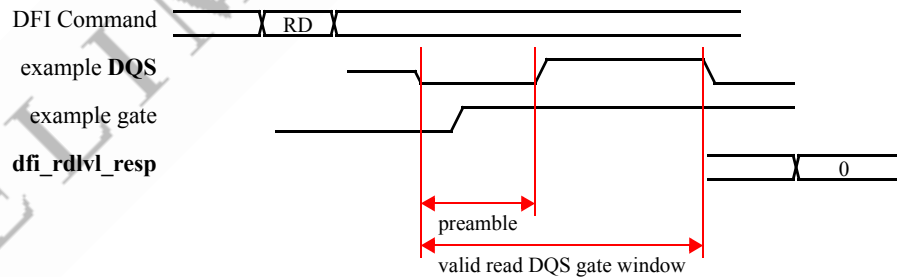 DFI Command
RD
example DQS
example gate
dfi_rdlvl_resp
0
preamble
valid read DQS gate window